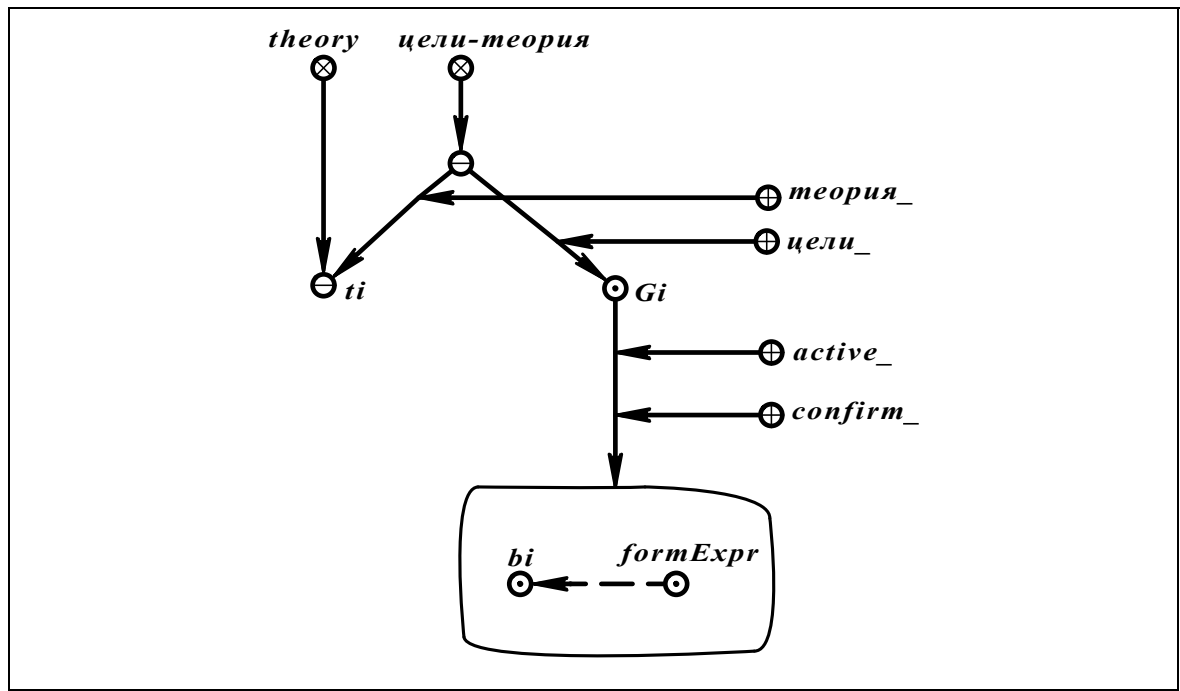 theory цели-теория
теория_
цели_
ti
Gi
active_
confirm_
bi formExpr